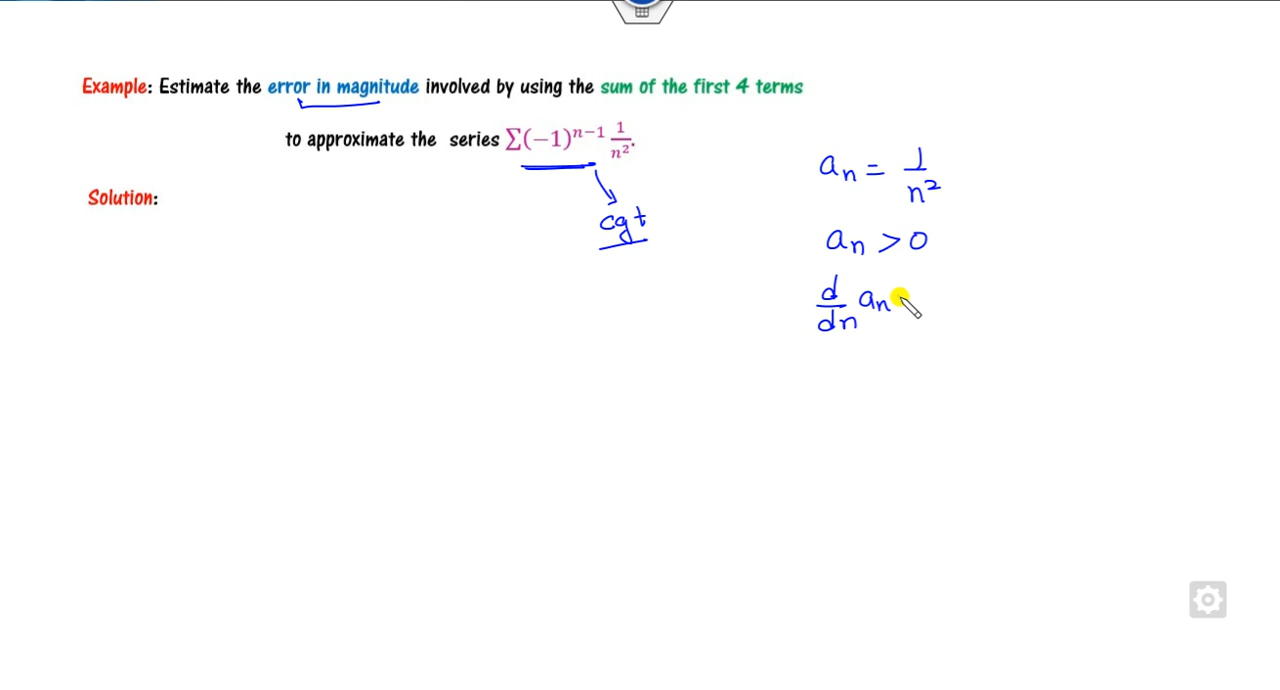 Example: Estimate the error in magnitude involved by using the sum of the first 4 terms
to approximate the series ∑(−1)ⁿ⁻¹ 1/n².
Solution:
cgt
aₙ = 1/n²
aₙ > 0
d/dn aₙ